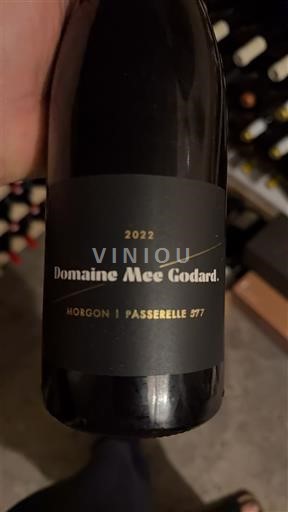 2022
VINIOU
Domaine Mee Godard.
MORGON | PASSERELLE 577